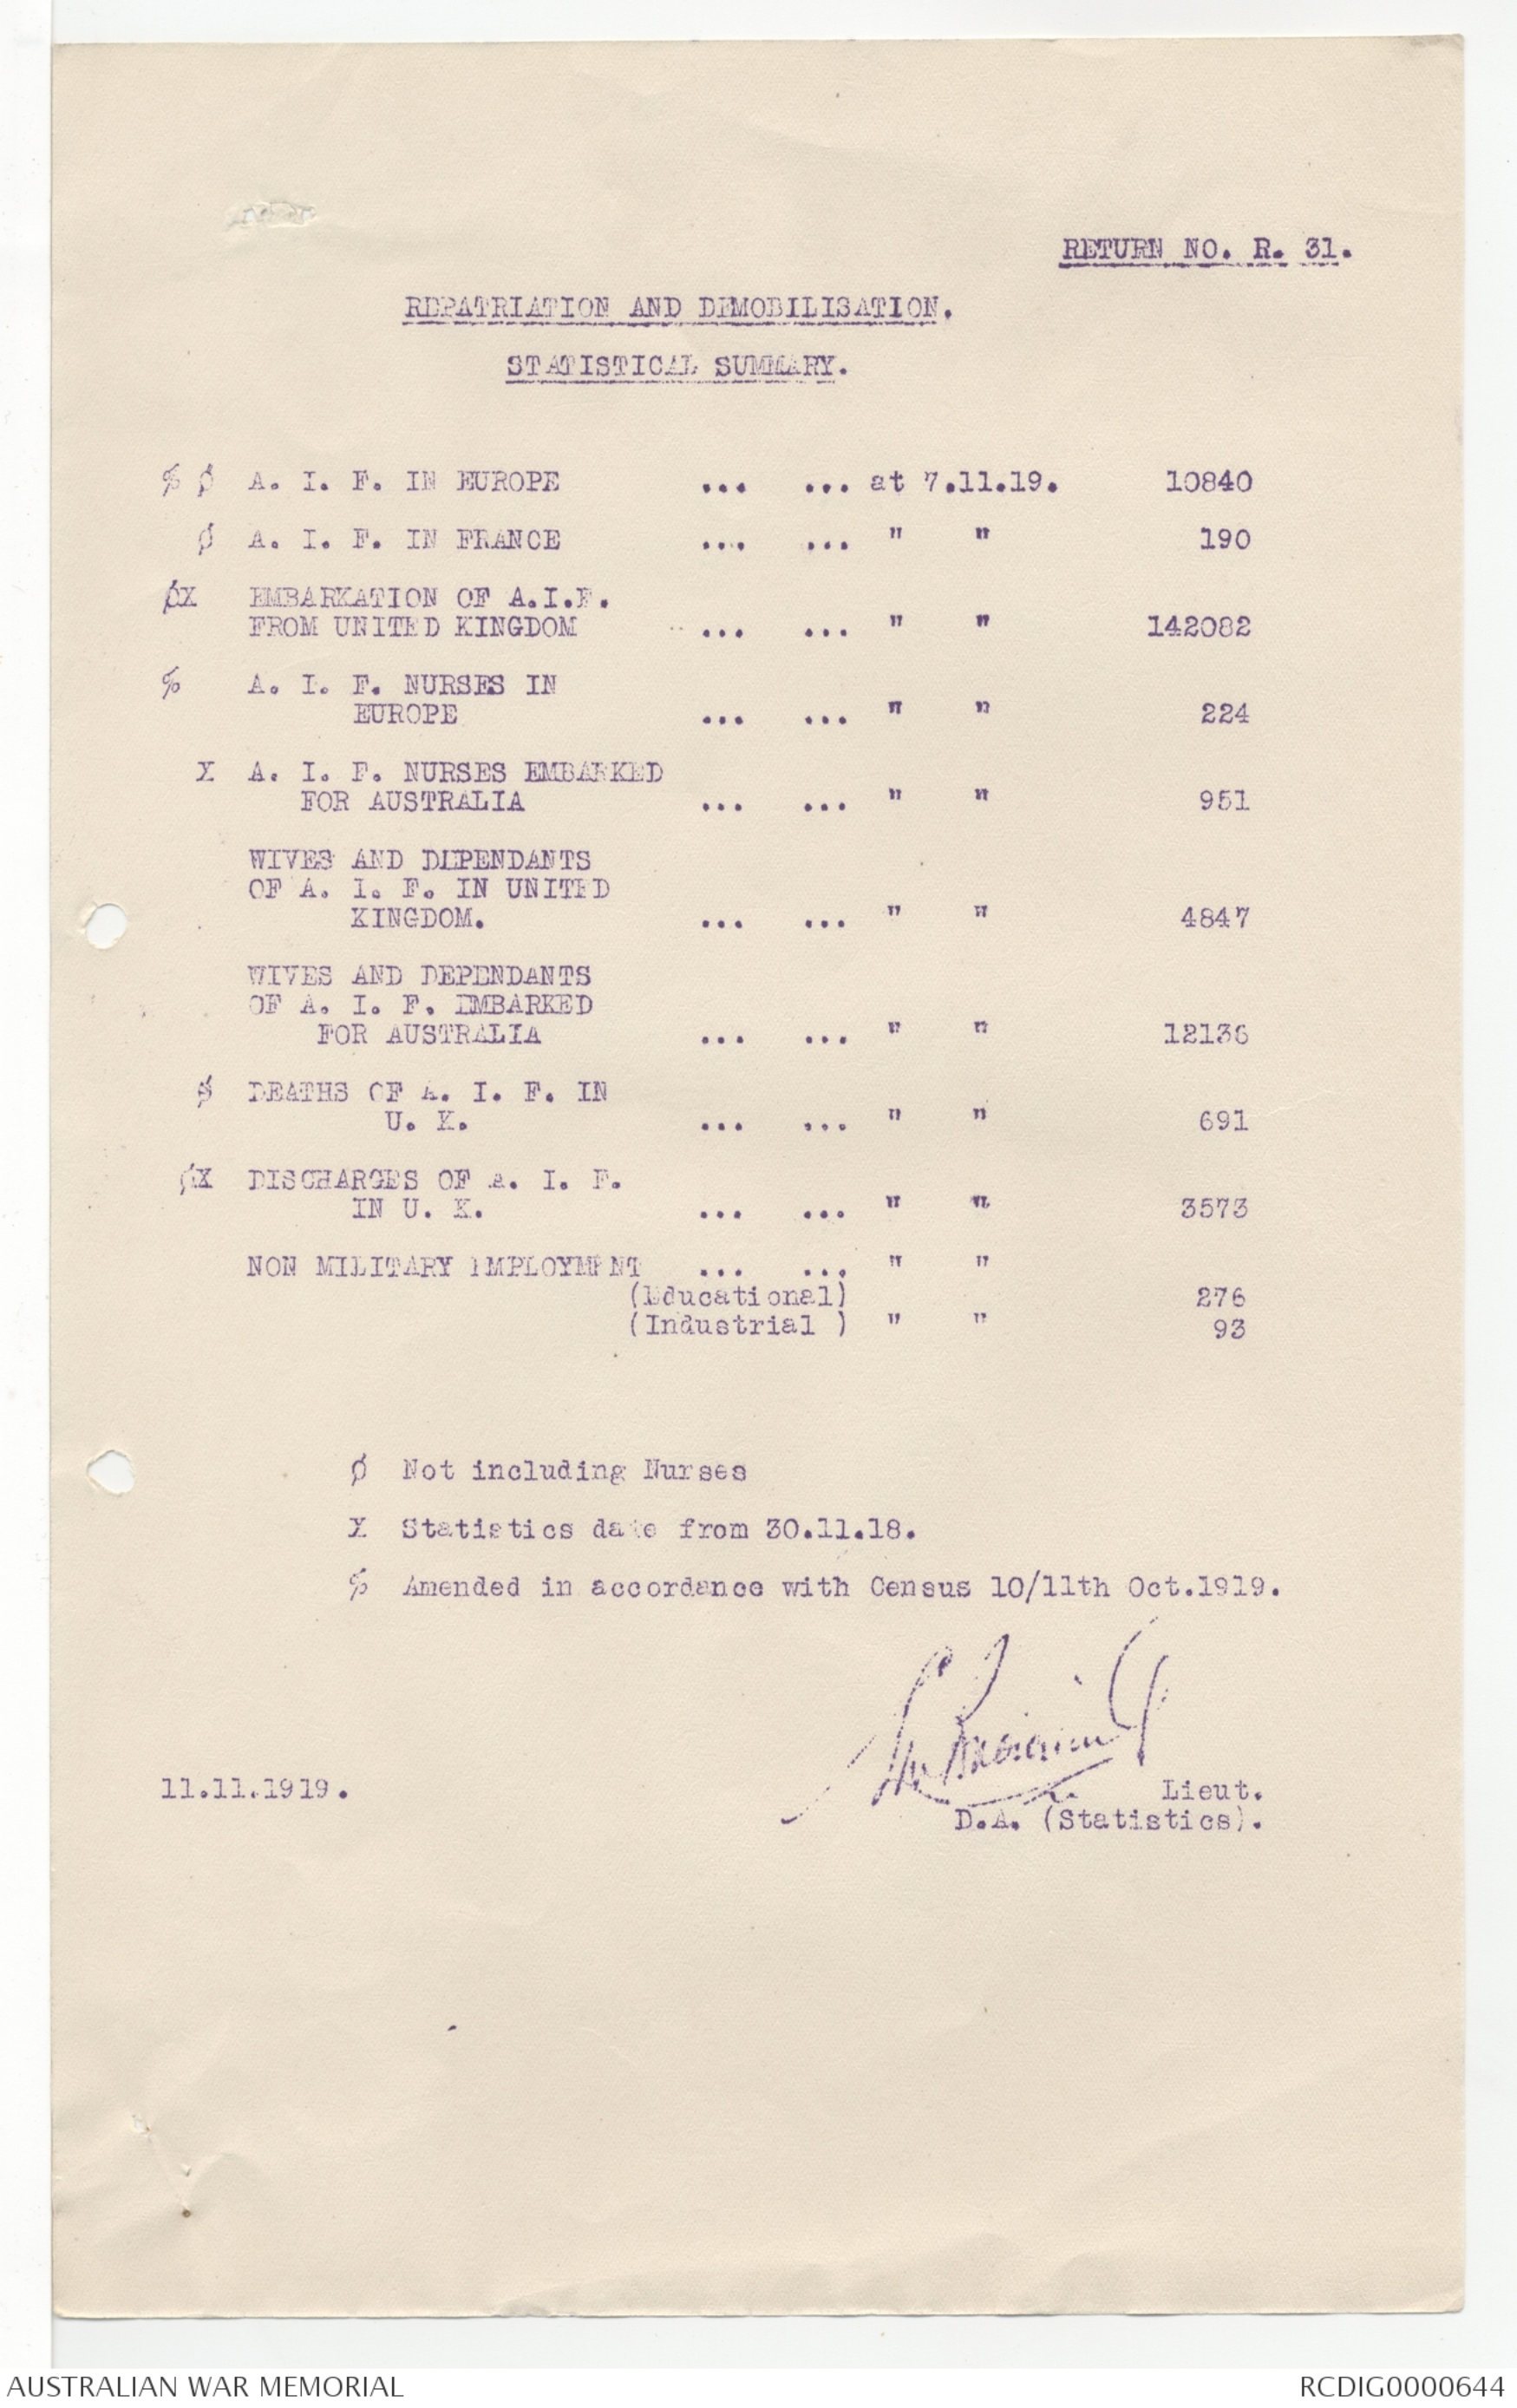 RETURN NO. R. 31.
REPATRIATION AND DEMOBILISATION.
STATISTICAL SUMMARY.
% ∅ A. I. F. IN EUROPE ... ... at 7.11.19. 10840
∅ A. I. F. IN FRANCE ... ... " " 190
∅X EMBARKATION OF A.I.F.
FROM UNITED KINGDOM ... ... " " 142082
% A. I. F. NURSES IN
EUROPE ... ... " " 224
X A. I. F. NURSES EMBARKED
FOR AUSTRALIA ... ... " " 951
WIVES AND DEPENDANTS
OF A. I. F. IN UNITED
KINGDOM. ... ... " " 4847
WIVES AND DEPENDANTS
OF A. I. F. EMBARKED
FOR AUSTRALIA ... ... " " 12136
∅ DEATHS OF A. I. F. IN
U. K. ... ... " " 691
∅X DISCHARGES OF A. I. F.
IN U. K. ... ... " " 3573
NON MILITARY EMPLOYMENT ... ... " "
(Educational) 276
(Industrial ) " " 93
∅ Not including Nurses
X Statistics date from 30.11.18.
% Amended in accordance with Census 10/11th Oct.1919.
11.11.1919. Lieut.
D.A. (Statistics).
AUSTRALIAN WAR MEMORIAL RCDIG0000644